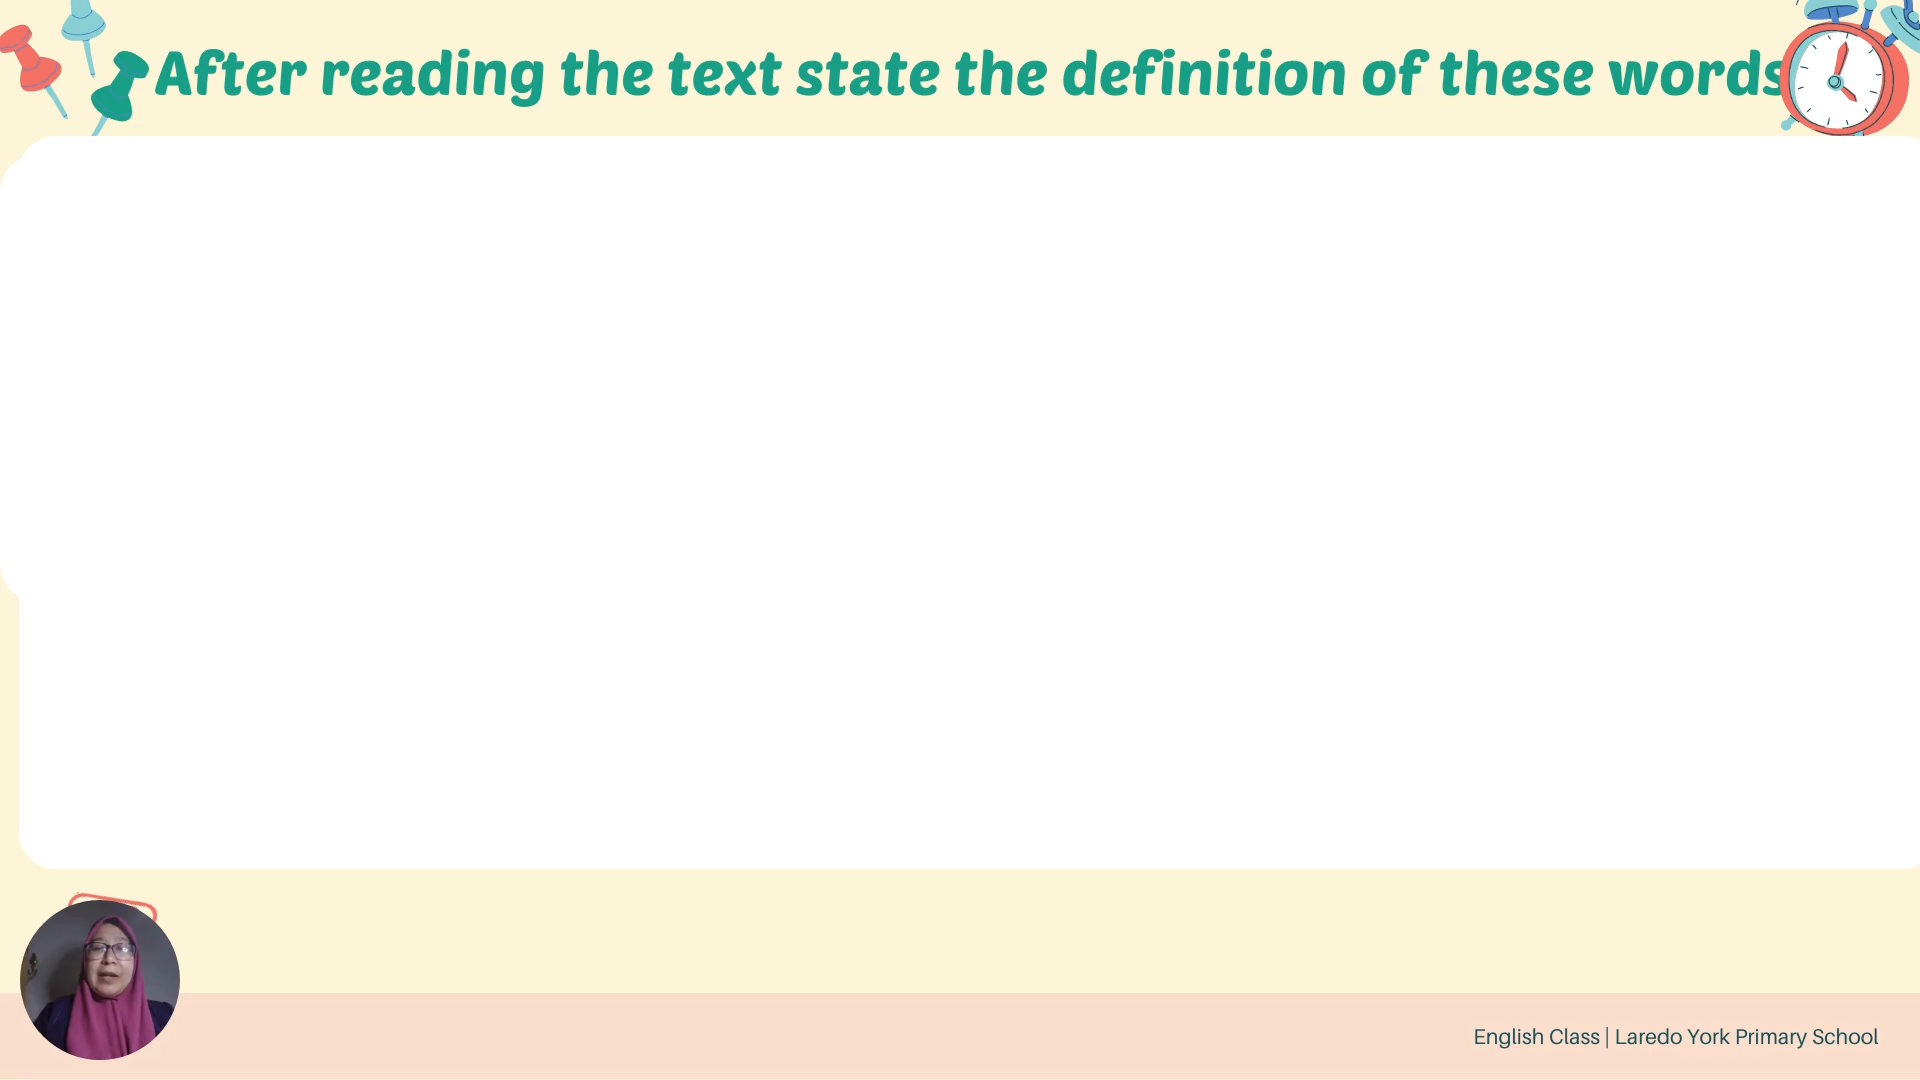 After reading the text state the definition of these words
English Class | Laredo York Primary School